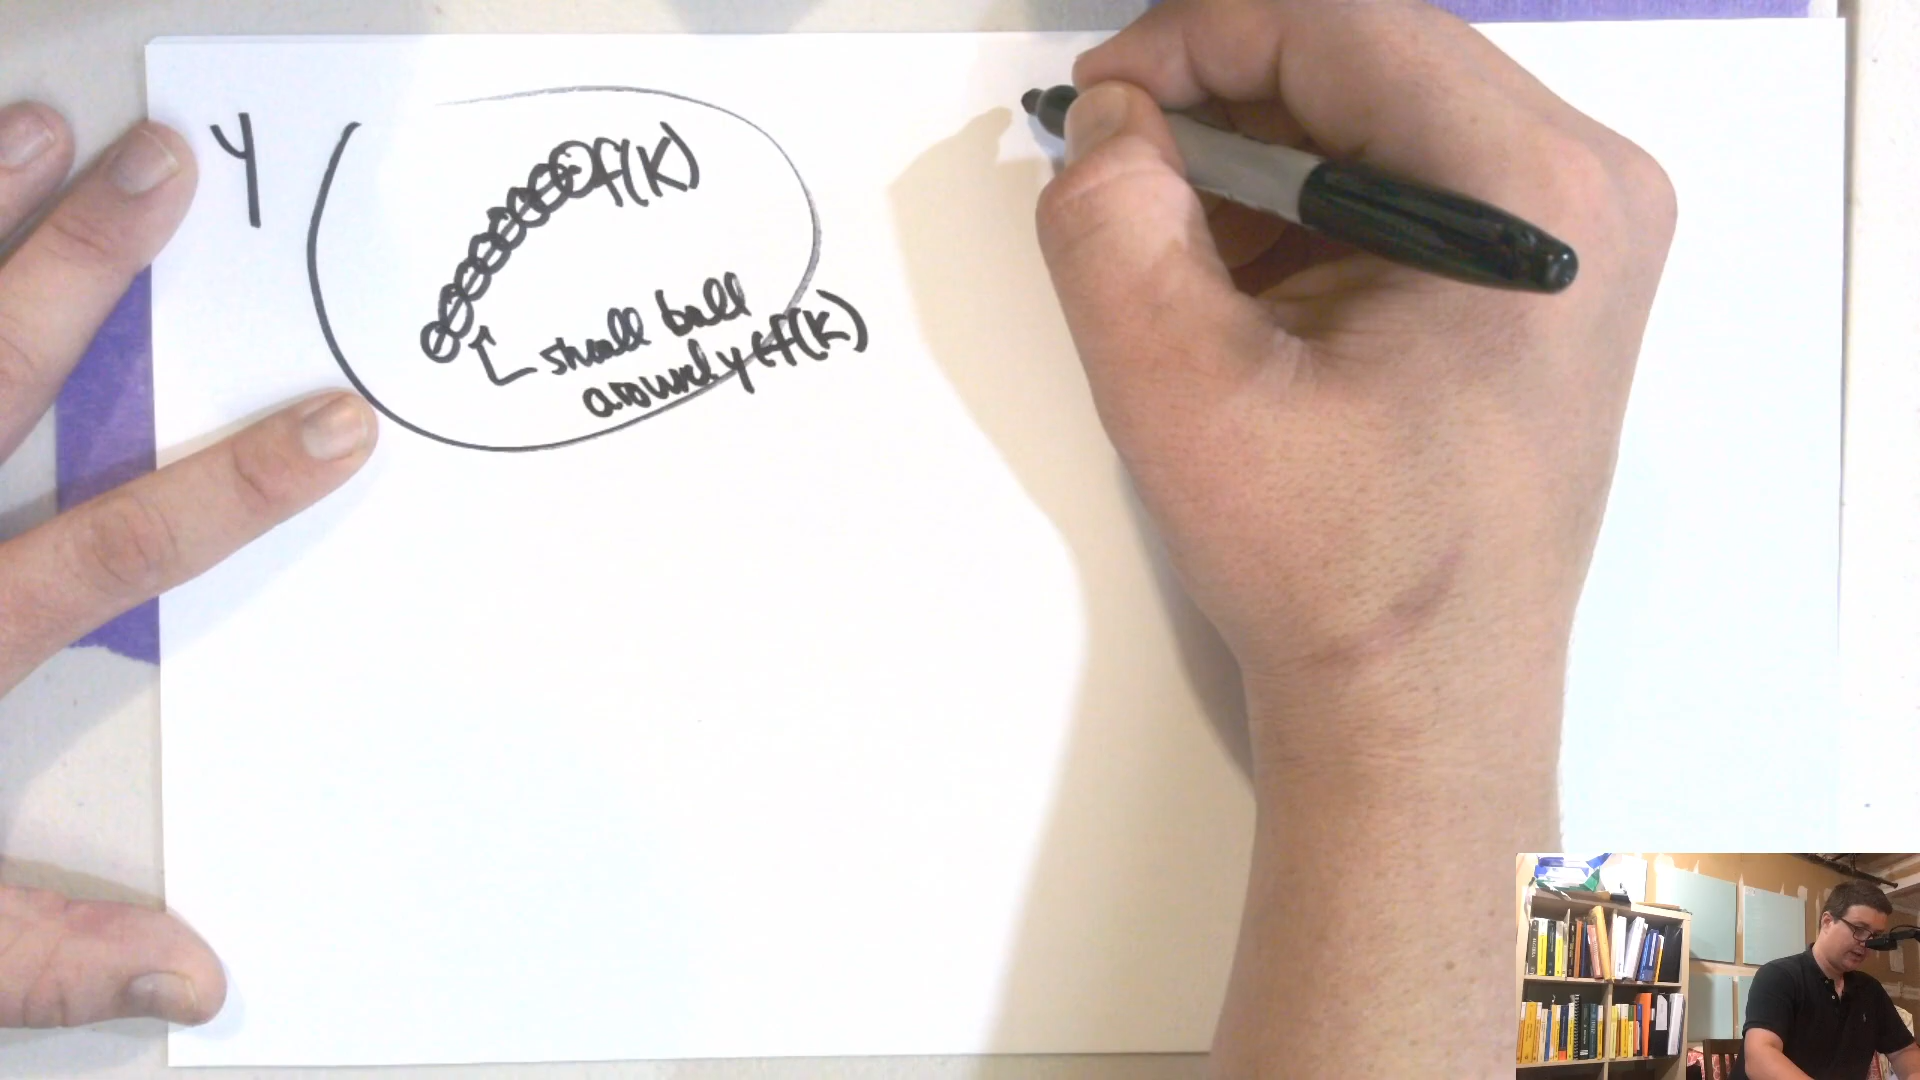 Y
f(K)
small ball
around y ∈ f(K)